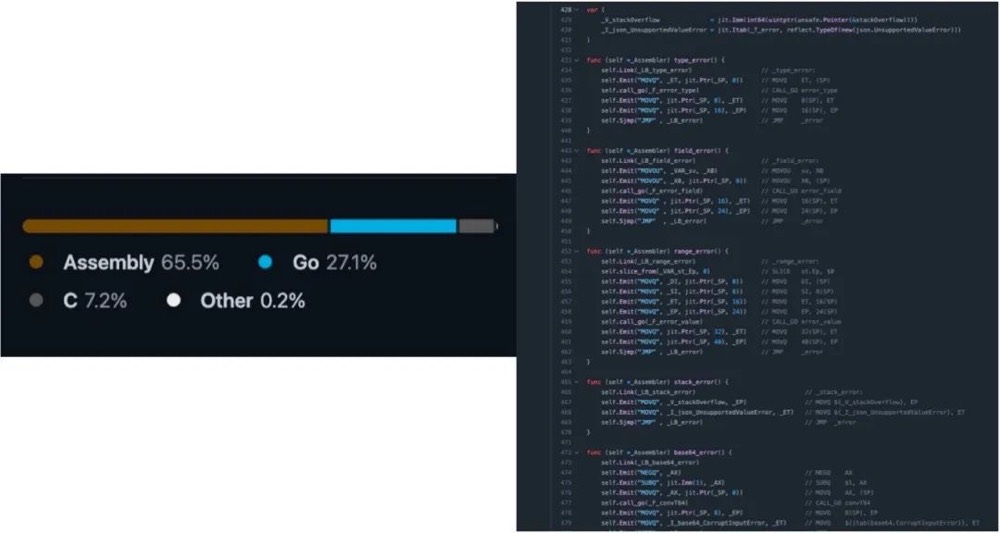 Assembly 65.5% Go 27.1%
C 7.2% Other 0.2%
428 var (
429 _V_stackOverflow = jit.Imm(int64(uintptr(unsafe.Pointer(&stackOverflow))))
430 _I_json_UnsupportedValueError = jit.Itab(_T_error, reflect.TypeOf(new(json.UnsupportedValueError)))
431 )
432
433 func (self *_Assembler) type_error() {
434 self.Link(_LB_type_error) // _type_error:
435 self.Emit("MOVQ", _ET, jit.Ptr(_SP, 0)) // MOVQ ET, (SP)
436 self.call_go(_F_error_type) // CALL_GO error_type
437 self.Emit("MOVQ", jit.Ptr(_SP, 8), _ET) // MOVQ 8(SP), ET
438 self.Emit("MOVQ", jit.Ptr(_SP, 16), _EP) // MOVQ 16(SP), EP
439 self.Sjmp("JMP" , _LB_error) // JMP _error
440 }
441
442 func (self *_Assembler) field_error() {
443 self.Link(_LB_field_error) // _field_error:
444 self.Emit("MOVOU", _VAR_sv, _X0) // MOVOU sv, X0
445 self.Emit("MOVOU", _X0, jit.Ptr(_SP, 0)) // MOVOU X0, (SP)
446 self.call_go(_F_error_field) // CALL_GO error_field
447 self.Emit("MOVQ" , jit.Ptr(_SP, 16), _ET) // MOVQ 16(SP), ET
448 self.Emit("MOVQ" , jit.Ptr(_SP, 24), _EP) // MOVQ 24(SP), EP
449 self.Sjmp("JMP" , _LB_error) // JMP _error
450 }
451
452 func (self *_Assembler) range_error() {
453 self.Link(_LB_range_error) // _range_error:
454 self.slice_from(_VAR_st_Ep, 0) // SLICE st.Ep, $0
455 self.Emit("MOVQ", _DI, jit.Ptr(_SP, 0)) // MOVQ DI, (SP)
456 self.Emit("MOVQ", _SI, jit.Ptr(_SP, 8)) // MOVQ SI, 8(SP)
457 self.Emit("MOVQ", _ET, jit.Ptr(_SP, 16)) // MOVQ ET, 16(SP)
458 self.Emit("MOVQ", _EP, jit.Ptr(_SP, 24)) // MOVQ EP, 24(SP)
459 self.call_go(_F_error_value) // CALL_GO error_value
460 self.Emit("MOVQ", jit.Ptr(_SP, 32), _ET) // MOVQ 32(SP), ET
461 self.Emit("MOVQ", jit.Ptr(_SP, 40), _EP) // MOVQ 40(SP), EP
462 self.Sjmp("JMP" , _LB_error) // JMP _error
463 }
464
465 func (self *_Assembler) stack_error() {
466 self.Link(_LB_stack_error) // _stack_error:
467 self.Emit("MOVQ", _V_stackOverflow, _EP) // MOVQ ${_V_stackOverflow}, EP
468 self.Emit("MOVQ", _I_json_UnsupportedValueError, _ET) // MOVQ ${_I_json_UnsupportedValueError}, ET
469 self.Sjmp("JMP" , _LB_error) // JMP _error
470 }
471
472 func (self *_Assembler) base64_error() {
473 self.Link(_LB_base64_error)
474 self.Emit("NEGQ", _AX) // NEGQ AX
475 self.Emit("SUBQ", jit.Imm(1), _AX) // SUBQ $1, AX
476 self.Emit("MOVQ", _AX, jit.Ptr(_SP, 0)) // MOVQ AX, (SP)
477 self.call_go(_F_convT64) // CALL_GO convT64
478 self.Emit("MOVQ", jit.Ptr(_SP, 8), _EP) // MOVQ 8(SP), EP
479 self.Emit("MOVQ", _I_base64_CorruptInputError, _ET) // MOVQ ${itab(base64.CorruptInputError)}, ET